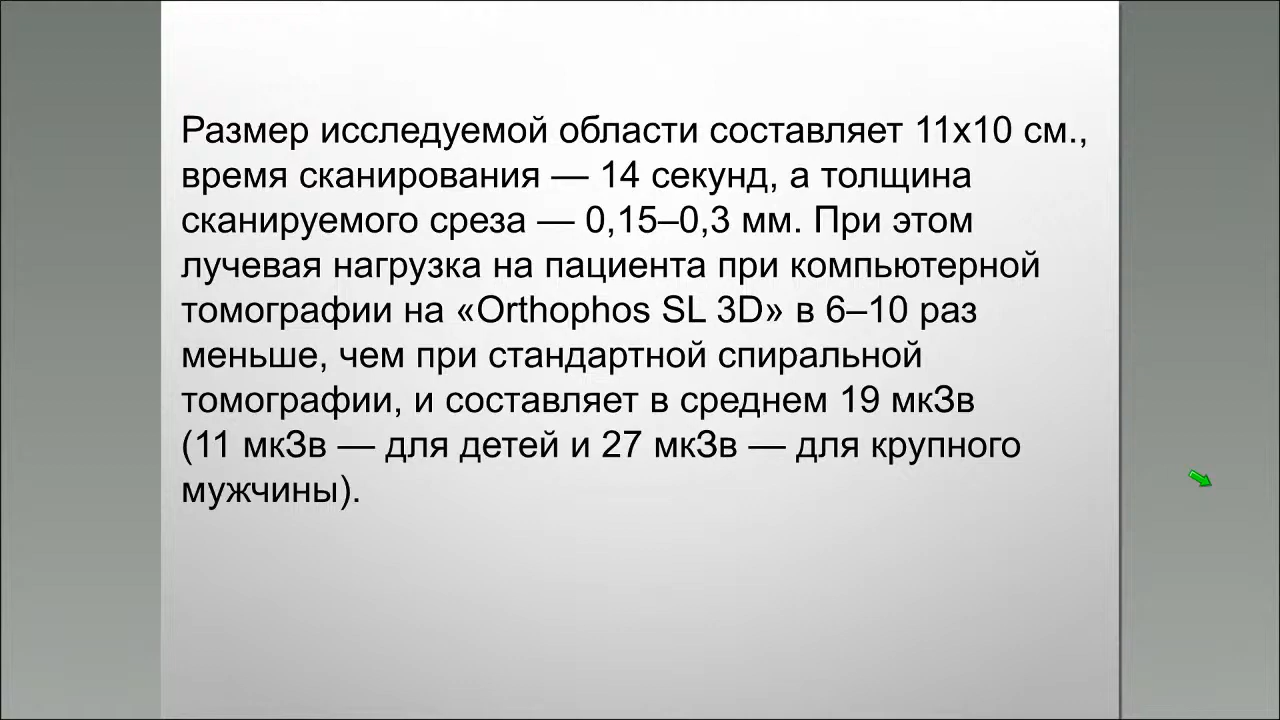 Размер исследуемой области составляет 11х10 см.,
время сканирования — 14 секунд, а толщина
сканируемого среза — 0,15–0,3 мм. При этом
лучевая нагрузка на пациента при компьютерной
томографии на «Orthophos SL 3D» в 6–10 раз
меньше, чем при стандартной спиральной
томографии, и составляет в среднем 19 мкЗв
(11 мкЗв — для детей и 27 мкЗв — для крупного
мужчины).